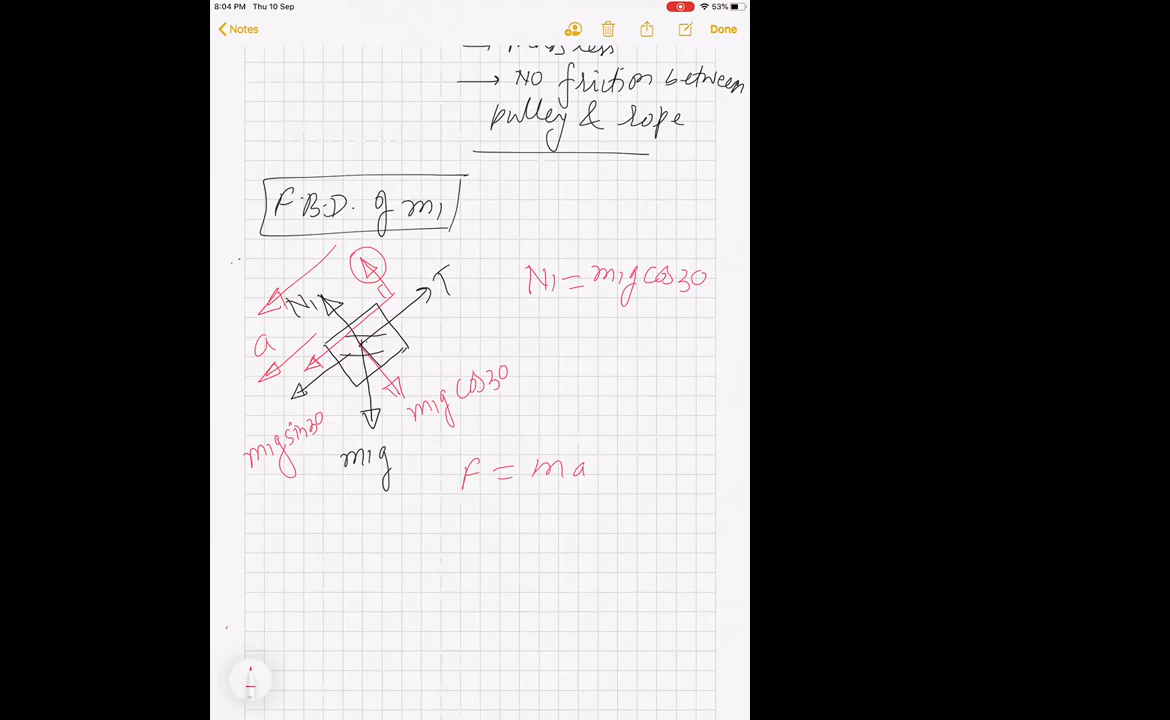 8:04 PM Thu 10 Sep 53%
Notes Done
→ Massless
→ NO friction between
pulley & rope
F.B.D. of m1
T
N1
N1 = m1g cos30
a
m1g cos30
m1g sin30
m1g
F = ma